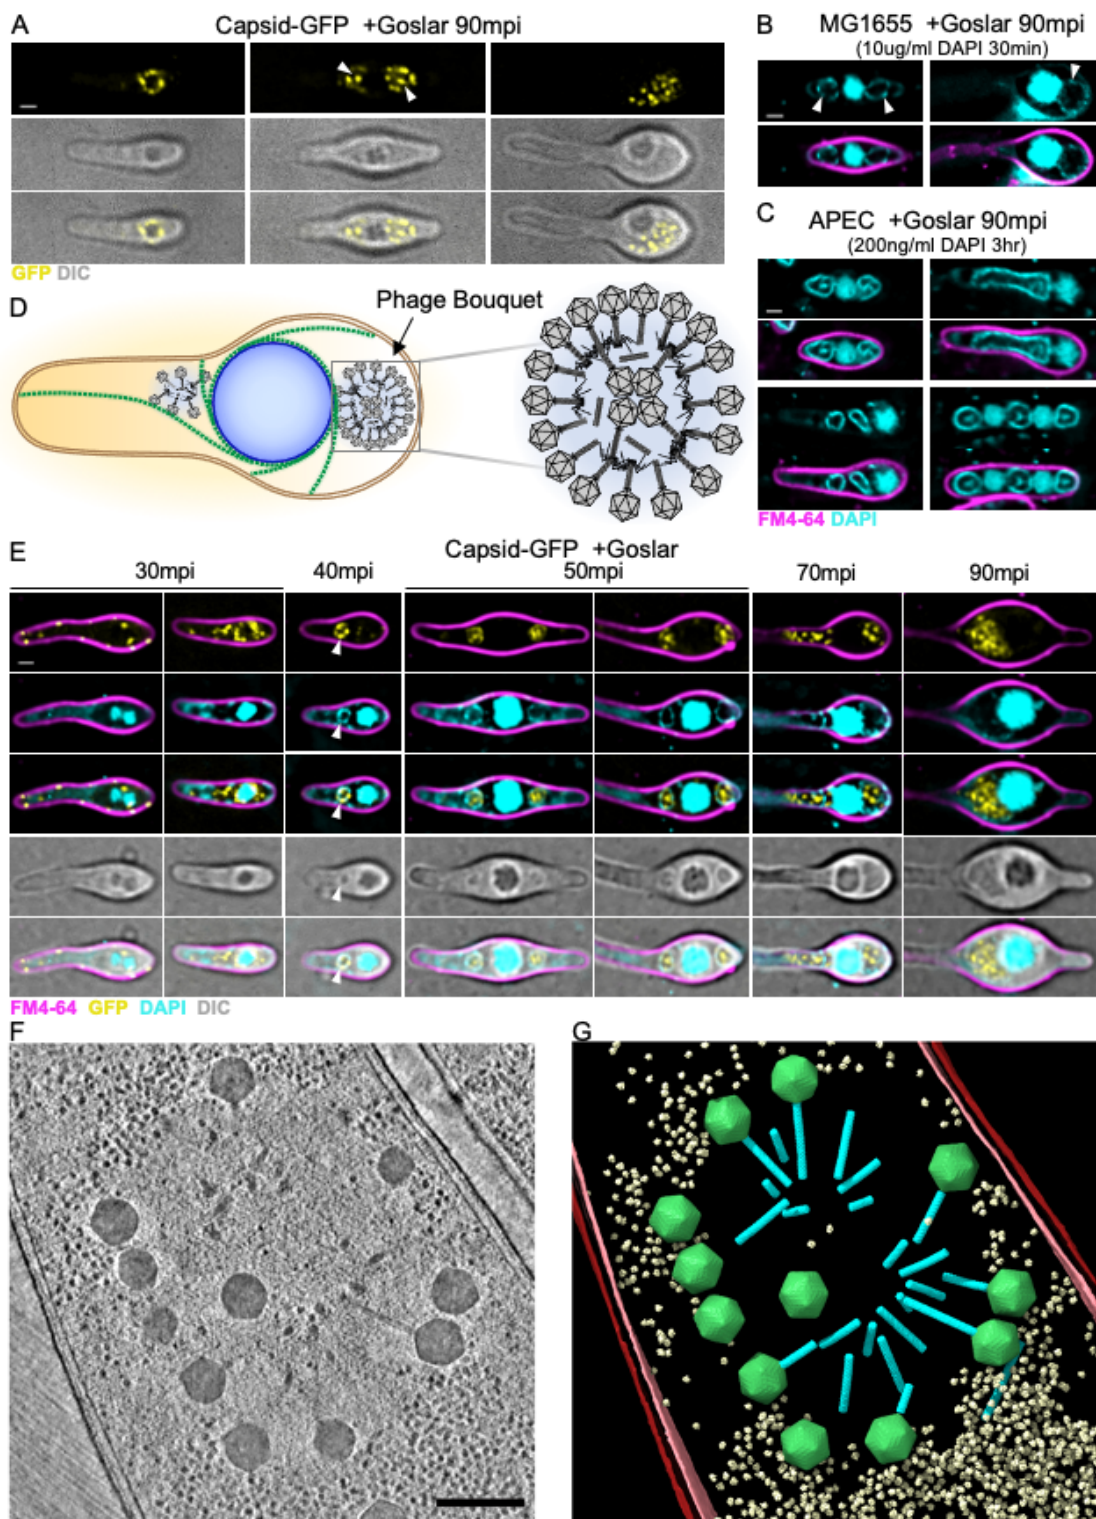 A
Capsid-GFP +Goslar 90mpi
GFP DIC
B
MG1655 +Goslar 90mpi
(10ug/ml DAPI 30min)
C
APEC +Goslar 90mpi
(200ng/ml DAPI 3hr)
FM4-64 DAPI
D
Phage Bouquet
E
Capsid-GFP +Goslar
30mpi 40mpi 50mpi 70mpi 90mpi
FM4-64 GFP DAPI DIC
F
G